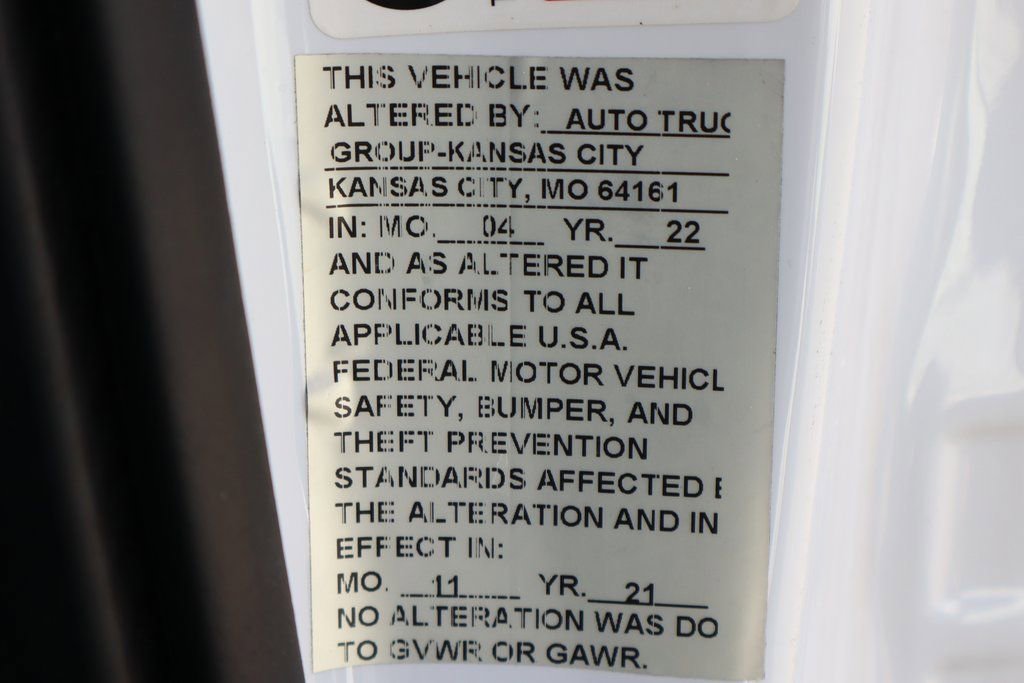 THIS VEHICLE WAS
ALTERED BY: AUTO TRUC
GROUP-KANSAS CITY
KANSAS CITY, MO 64161
IN: MO. 04 YR. 22
AND AS ALTERED IT
CONFORMS TO ALL
APPLICABLE U.S.A.
FEDERAL MOTOR VEHICL
SAFETY, BUMPER, AND
THEFT PREVENTION
STANDARDS AFFECTED
THE ALTERATION AND IN
EFFECT IN:
MO. 11 YR. 21
NO ALTERATION WAS DO
TO GVWR OR GAWR.